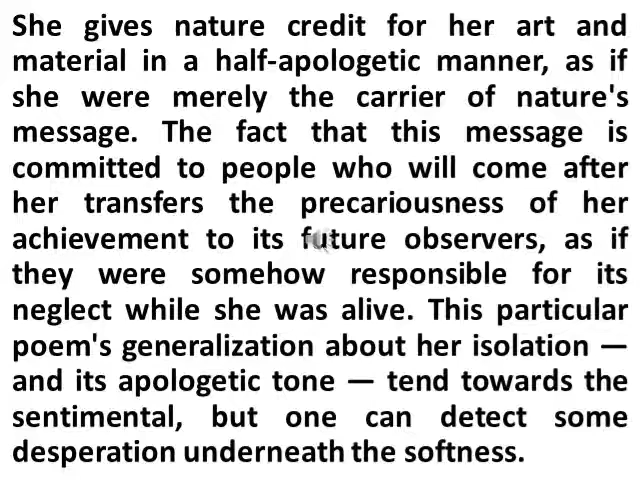 She gives nature credit for her art and
material in a half-apologetic manner, as if
she were merely the carrier of nature's
message. The fact that this message is
committed to people who will come after
her transfers the precariousness of her
achievement to its future observers, as if
they were somehow responsible for its
neglect while she was alive. This particular
poem's generalization about her isolation —
and its apologetic tone — tend towards the
sentimental, but one can detect some
desperation underneath the softness.